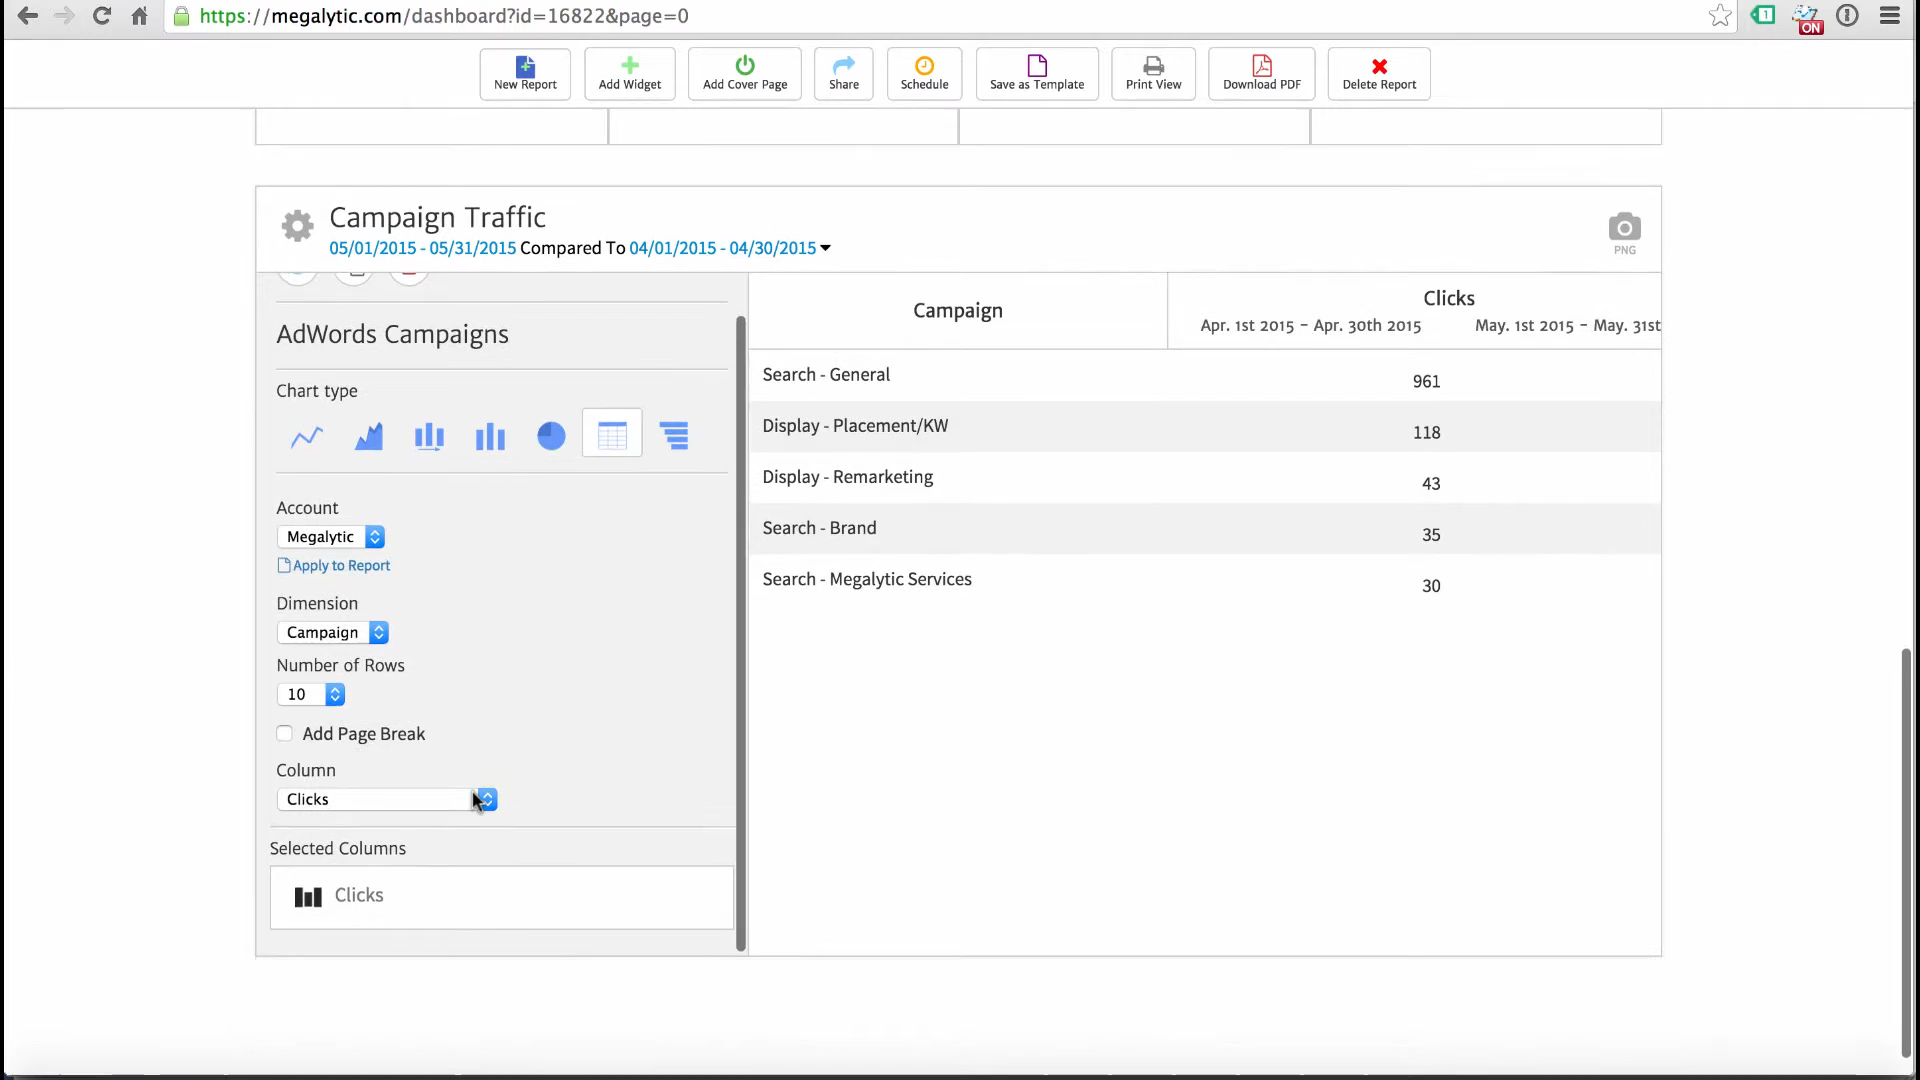 https://megalytic.com/dashboard?id=16822&page=0
1
ON
New Report
Add Widget
Add Cover Page
Share
Schedule
Save as Template
Print View
Download PDF
Delete Report
Campaign Traffic
05/01/2015 - 05/31/2015 Compared To 04/01/2015 - 04/30/2015
PNG
AdWords Campaigns
Chart type
Account
Megalytic
Apply to Report
Dimension
Campaign
Number of Rows
10
Add Page Break
Column
Clicks
Selected Columns
Clicks
Campaign
Clicks
Apr. 1st 2015 - Apr. 30th 2015
May. 1st 2015 - May. 31st
Search - General 961
Display - Placement/KW 118
Display - Remarketing 43
Search - Brand 35
Search - Megalytic Services 30